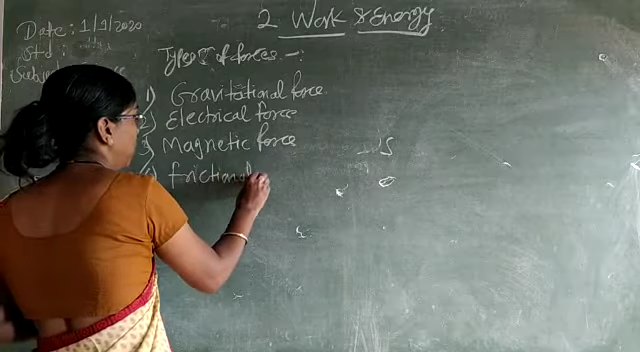 Date: 1/1/2020
2 Work & Energy
Std:
Types of forces -:
1) Gravitational force
2) Electrical force
3) Magnetic force
frictional